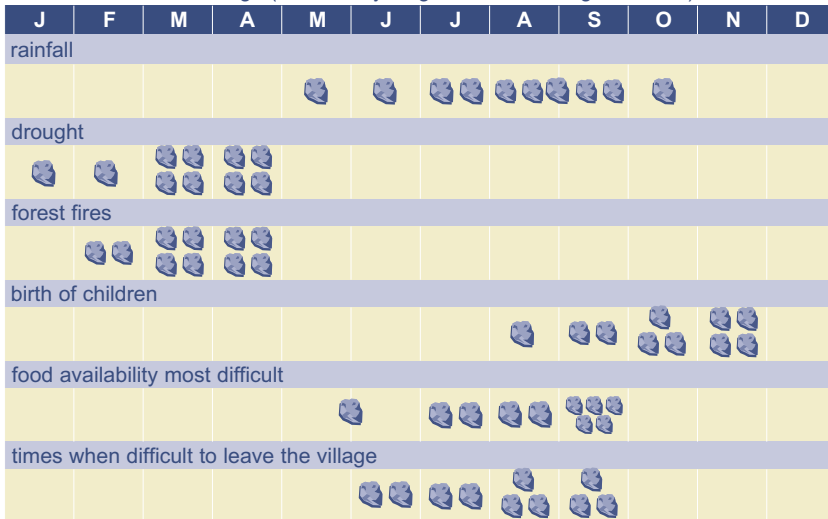 J F M A M J J A S O N D
rainfall
drought
forest fires
birth of children
food availability most difficult
times when difficult to leave the village